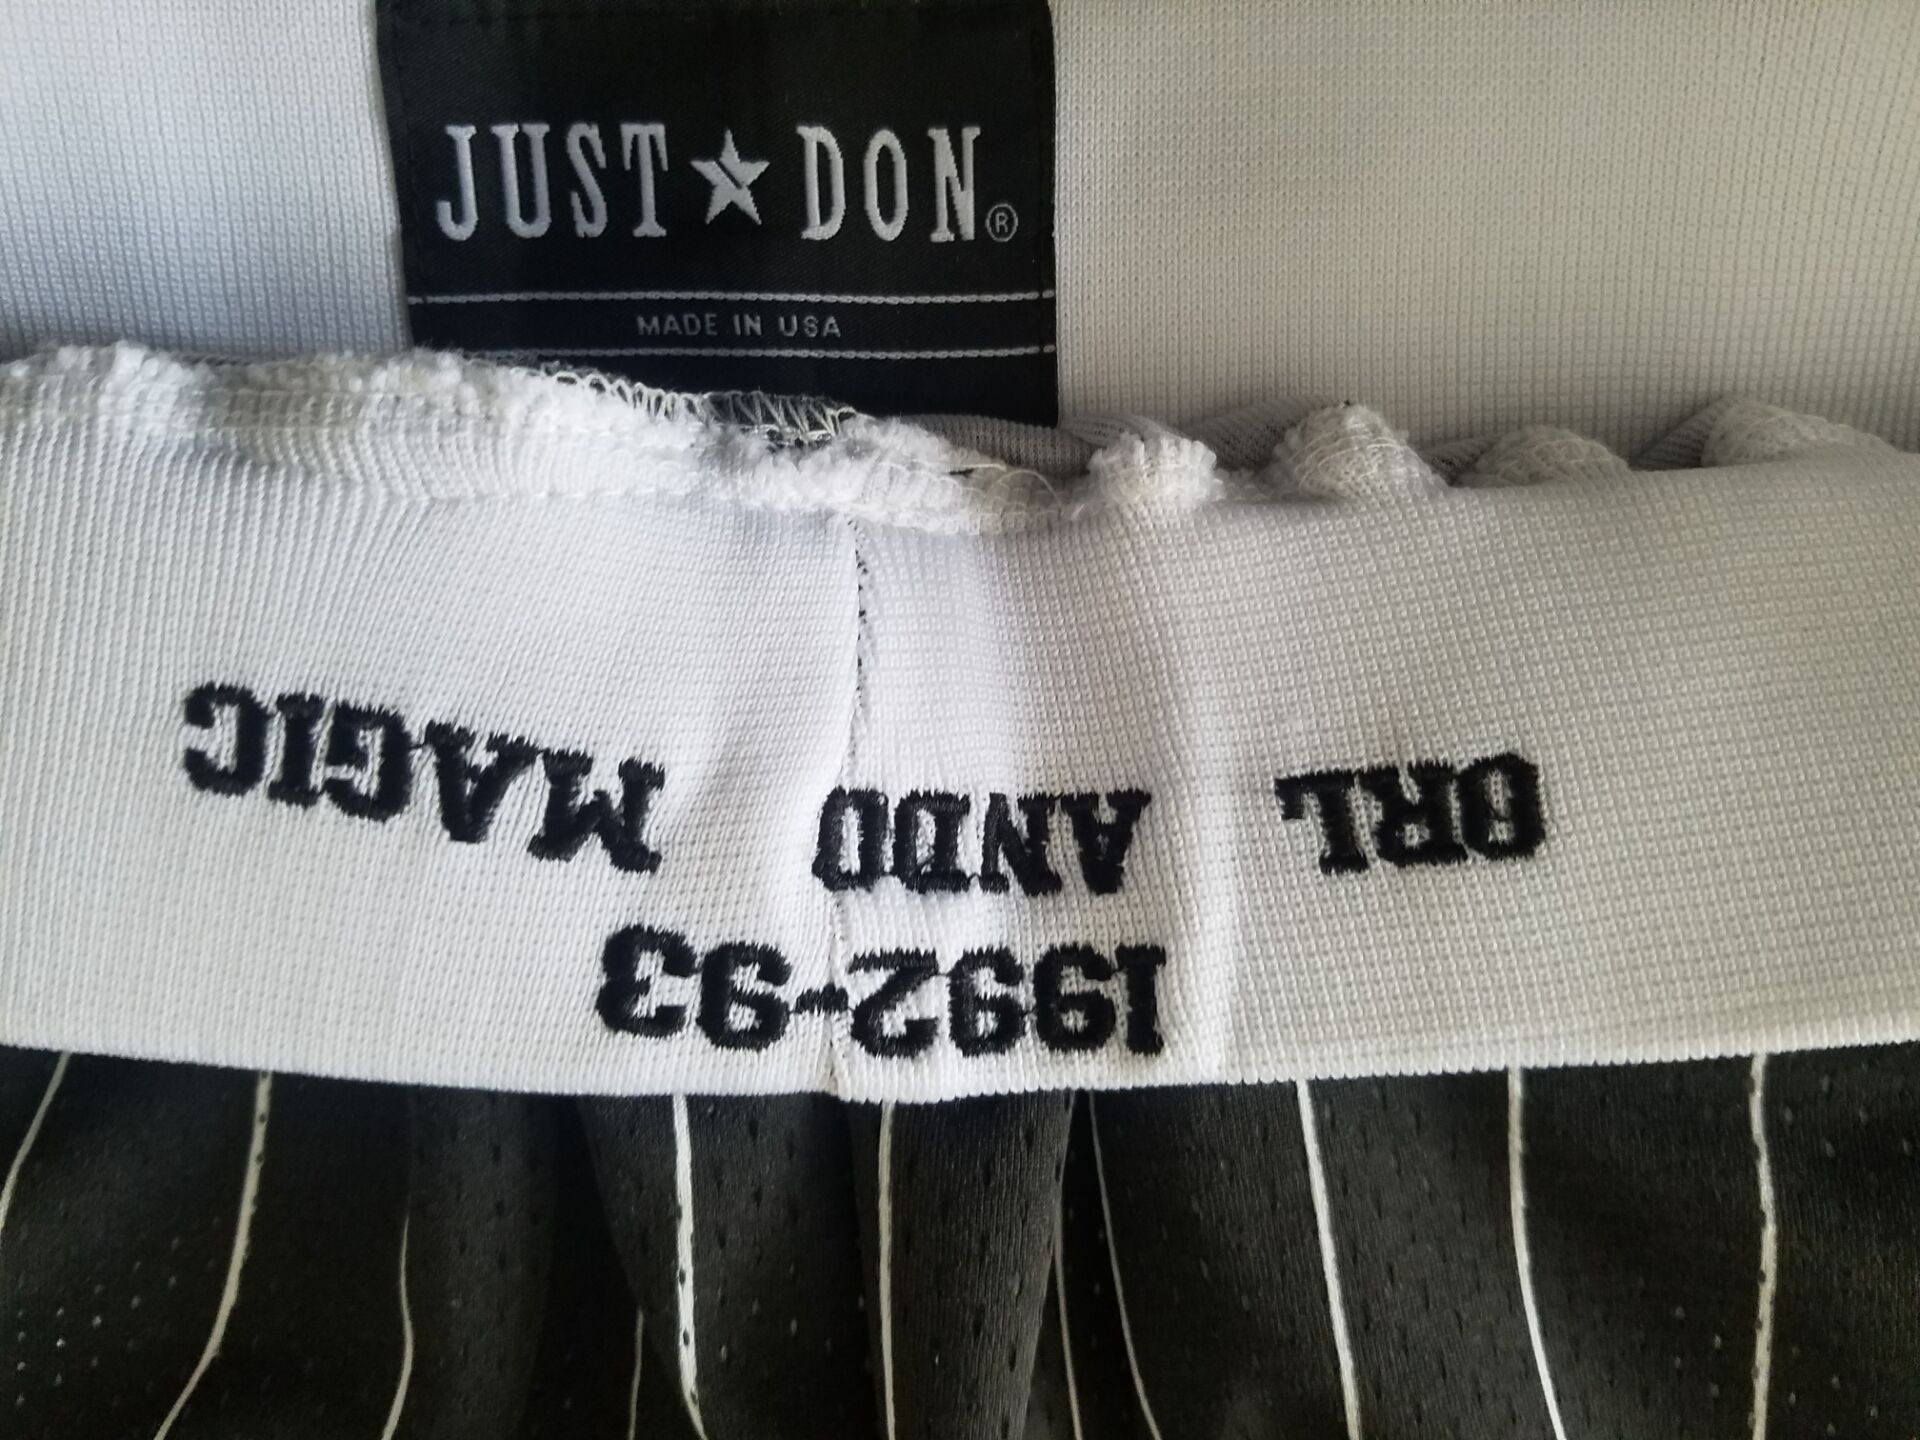 JUST★DON®
MADE IN USA
ORL ANDO MAGIC
1992-93